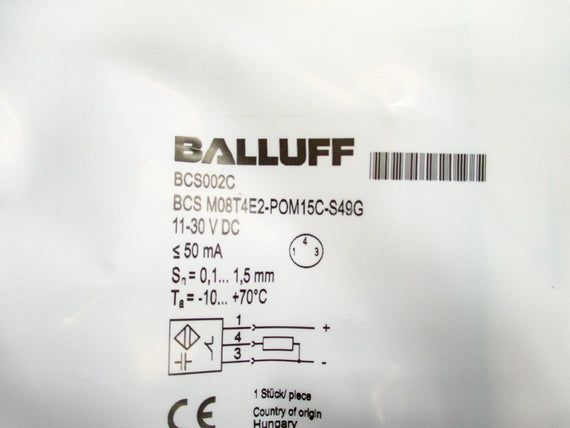 BALLUFF
BCS002C
BCS M08T4E2-POM15C-S49G
11-30 V DC
≤ 50 mA
4
1 3
Sn = 0,1... 1,5 mm
Ta = -10... +70°C
1 +
4
3 -
1 Stück/ piece
CE
Country of origin
Hungary